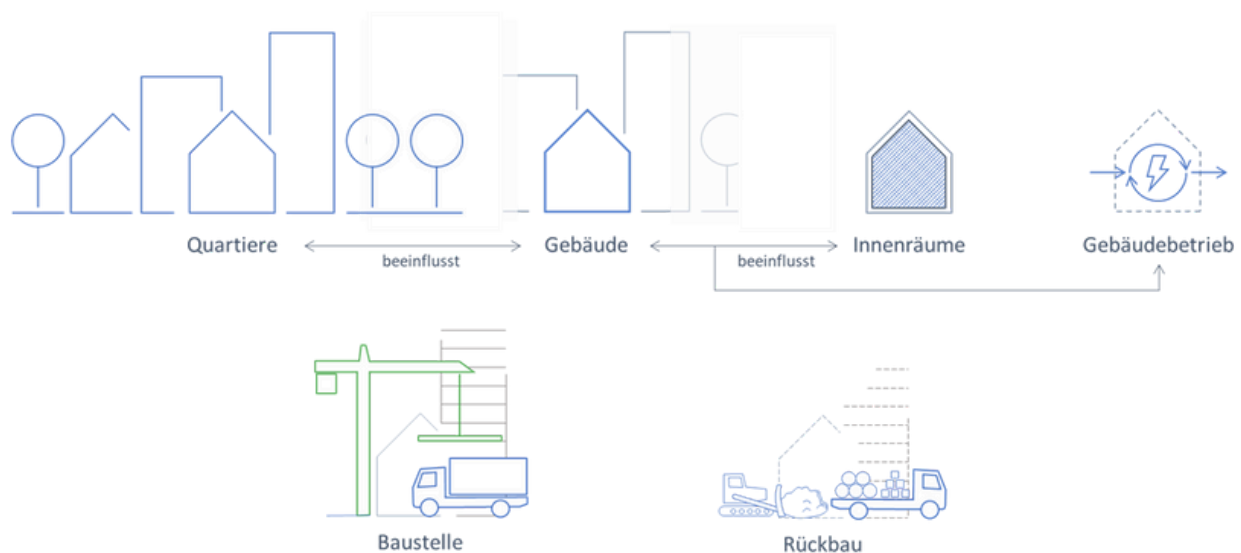 Quartiere
Gebäude
Innenräume
Gebäudebetrieb
beeinflusst
beeinflusst
Baustelle
Rückbau